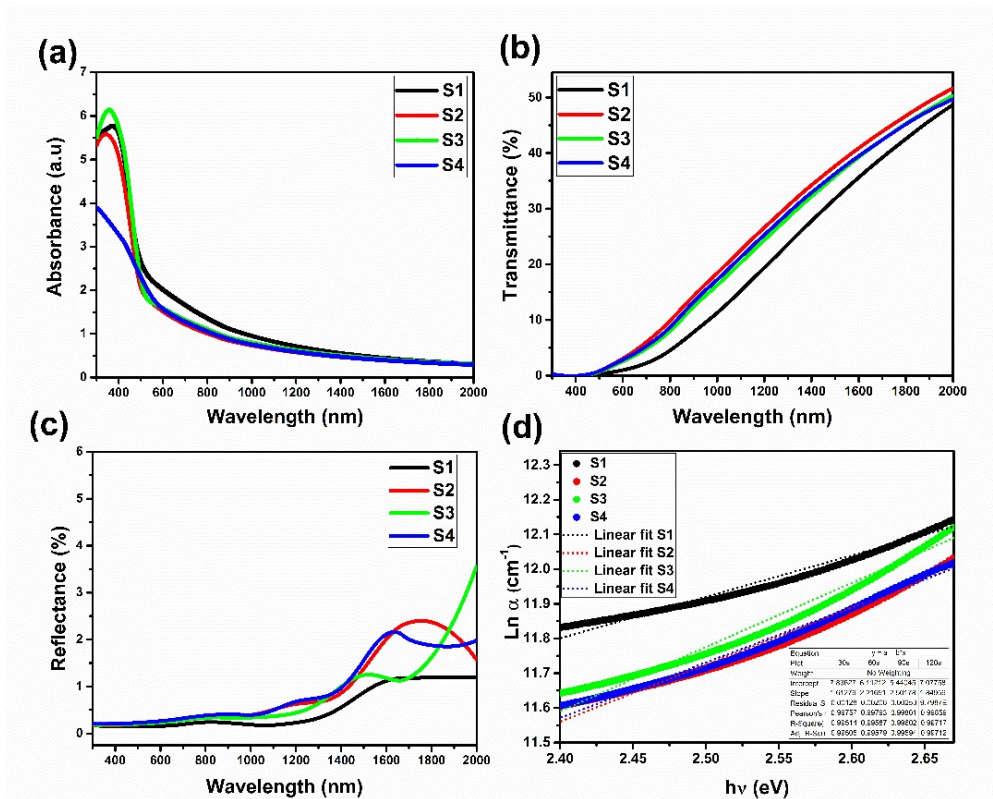 (a)
7
6
5
4
3
2
1
0
Absorbance (a.u)
400 600 800 1000 1200 1400 1600 1800 2000
Wavelength (nm)
S1
S2
S3
S4
(b)
50
40
30
20
10
0
Transmittance (%)
400 600 800 1000 1200 1400 1600 1800 2000
Wavelength (nm)
S1
S2
S3
S4
(c)
6
5
4
3
2
1
0
Reflectance (%)
400 600 800 1000 1200 1400 1600 1800 2000
Wavelength (nm)
S1
S2
S3
S4
(d)
12.3
12.2
12.1
12.0
11.9
11.8
11.7
11.6
11.5
Ln α (cm⁻¹)
2.40 2.45 2.50 2.55 2.60 2.65
hν (eV)
S1
S2
S3
S4
Linear fit S1
Linear fit S2
Linear fit S3
Linear fit S4
Equation
Plot
Weight No Weighting
Intercept
Slope